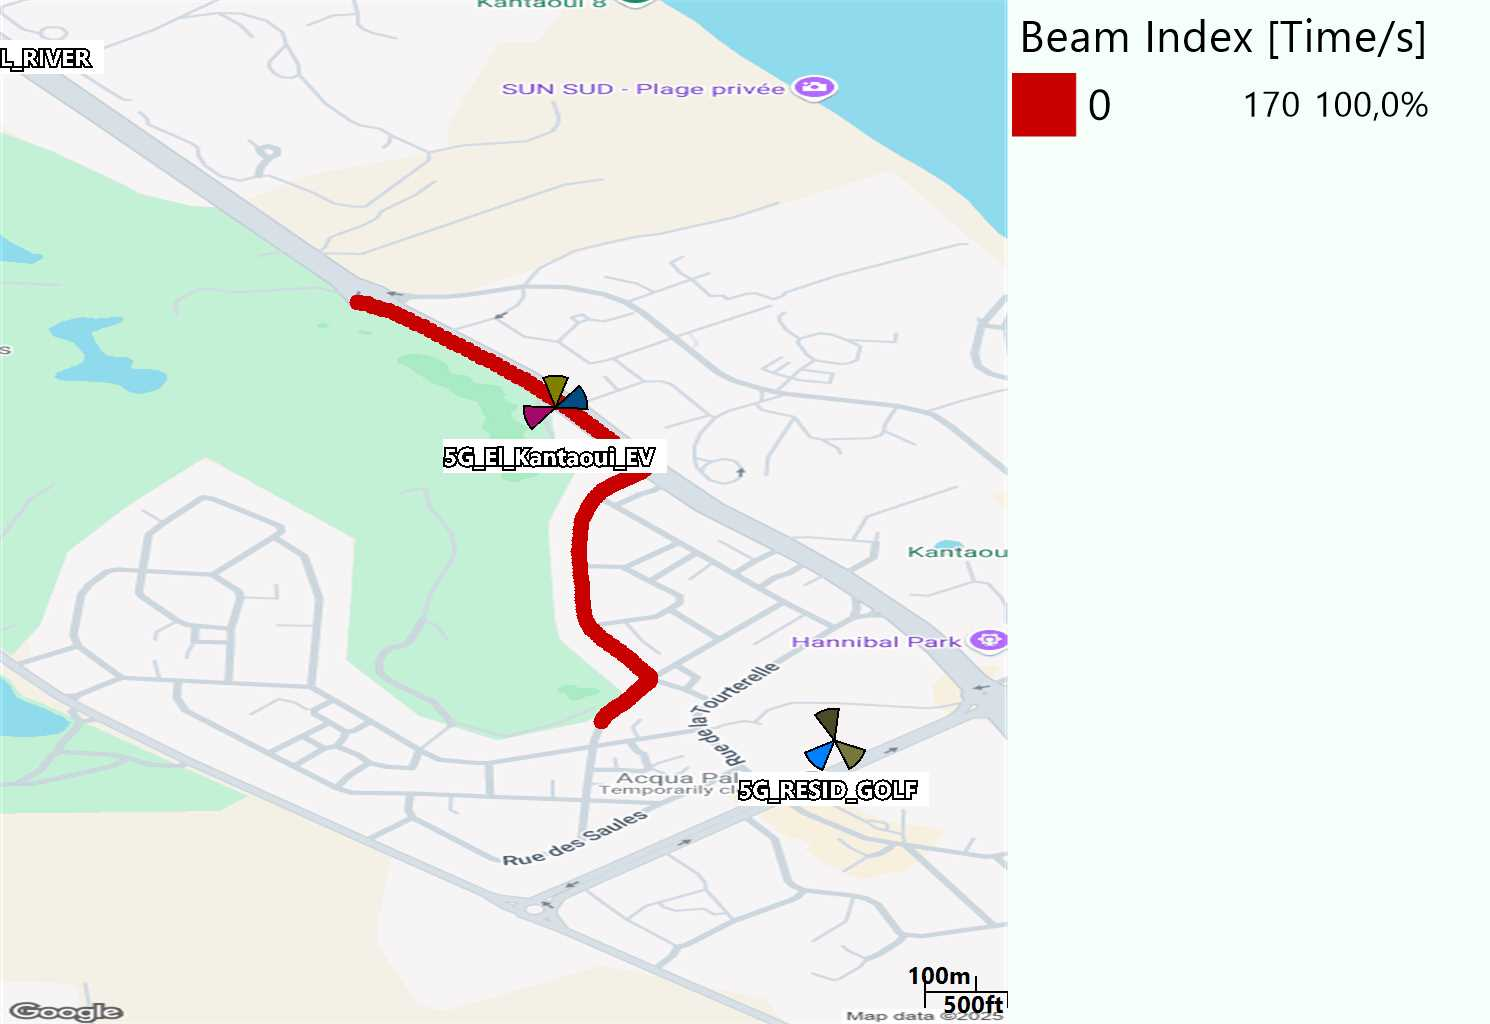 Kantaoui 8
L_RIVER
SUN SUD - Plage privée
s
5G_El_Kantaoui_EV
Kantaou
Hannibal Park
Rue de la Tourterelle
Rue
5G_RESID_GOLF
Acqua Pal
Temporarily cl
Rue des Saules
100m
500ft
Google
Map data ©2025
Beam Index [Time/s]
0 170 100,0%